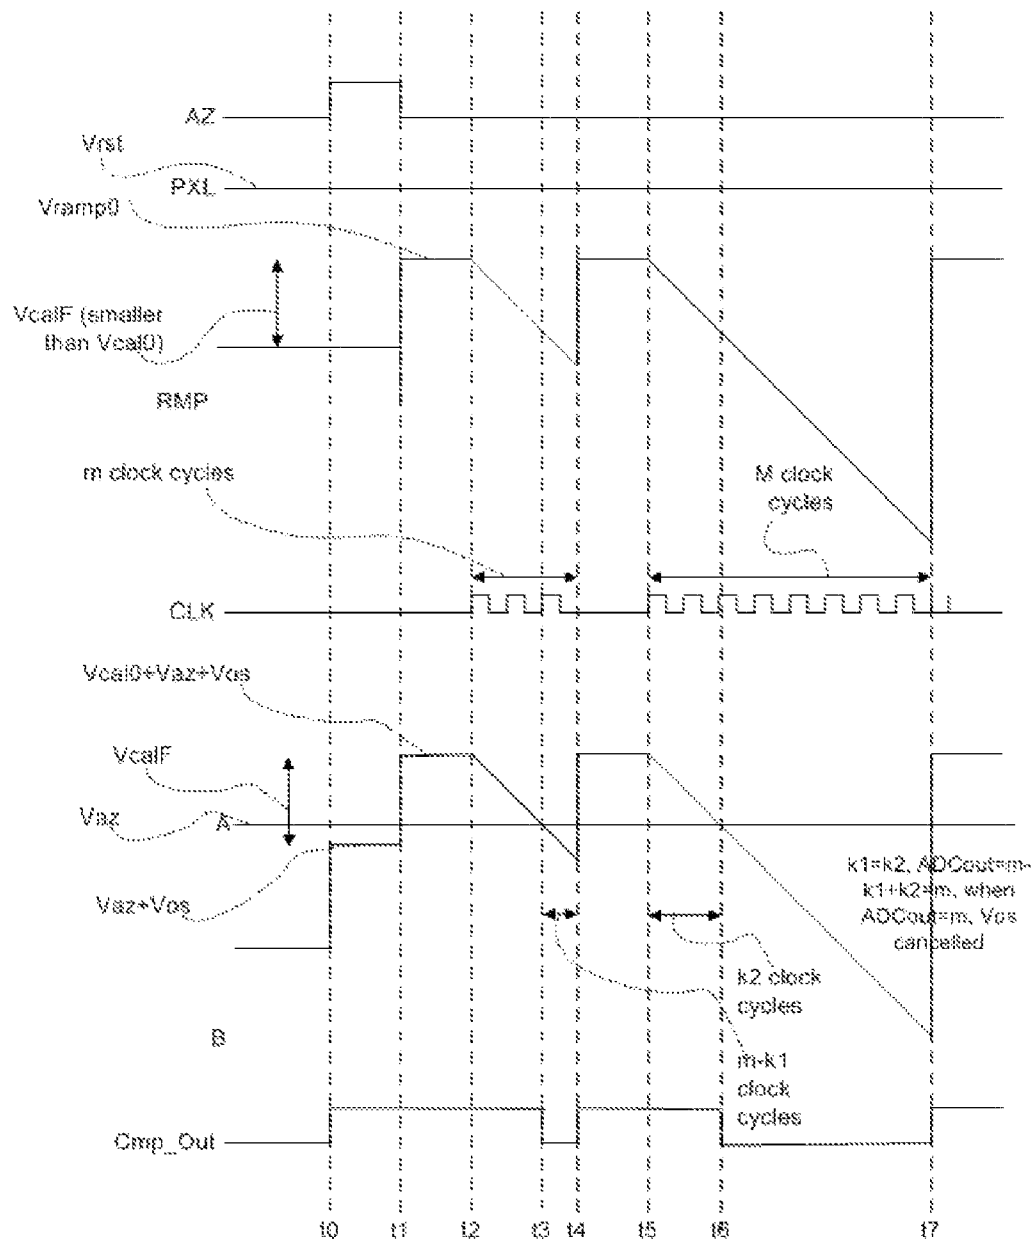 AZ
Vrst
PXL
Vramp0
VcalF (smaller
than Vcal0)
RMP
m clock cycles
M clock
cycles
CLK
Vcal0+Vaz+Vos
VcalF
Vaz
A
Vaz+Vos
k1=k2, ADCout=m-
k1+k2=m, when
ADCout=m, Vos
cancelled
k2 clock
cycles
B
m-k1
clock
cycles
Cmp_Out
t0 t1 t2 t3 t4 t5 t6 t7